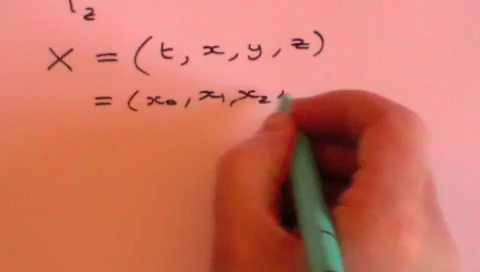 z
X = (t, x, y, z)
= (x₀, x₁, x₂,